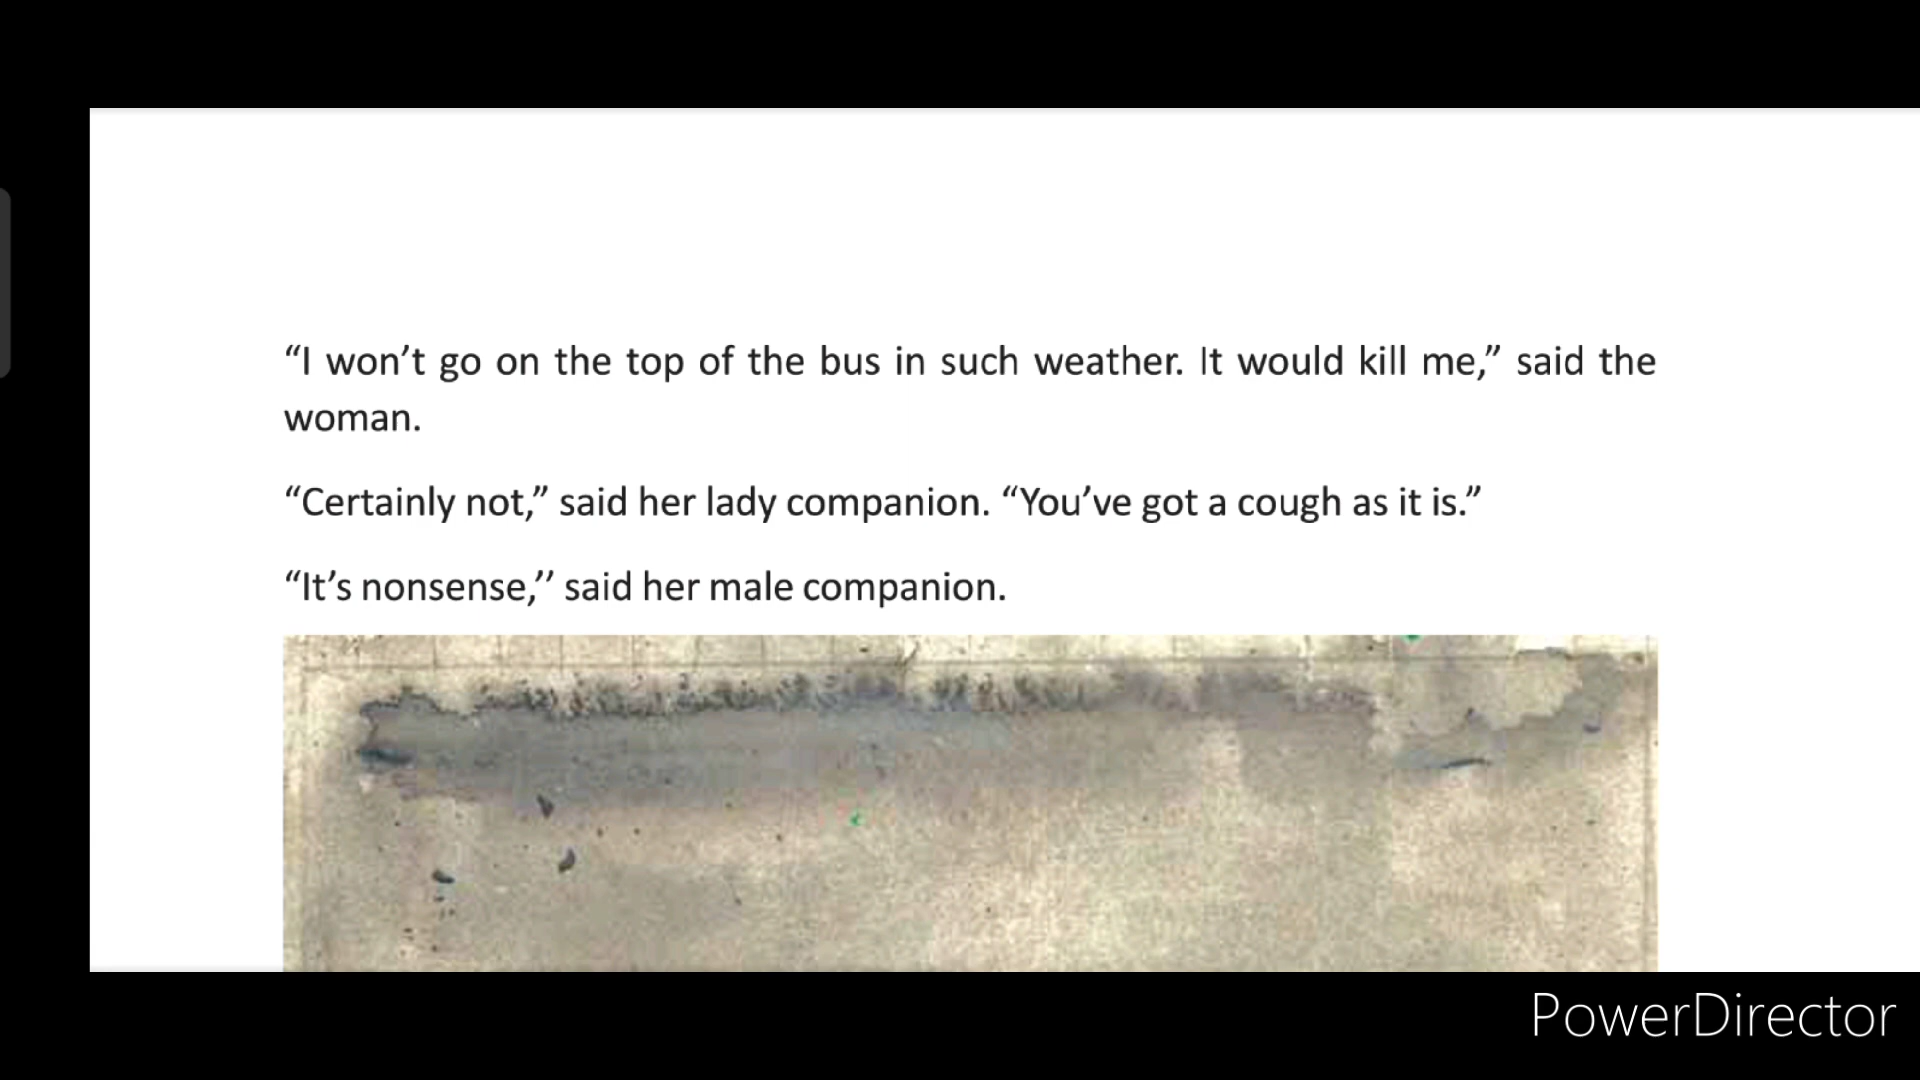 “I won’t go on the top of the bus in such weather. It would kill me,” said the
woman.
“Certainly not,” said her lady companion. “You’ve got a cough as it is.”
“It’s nonsense,’’ said her male companion.
PowerDirector